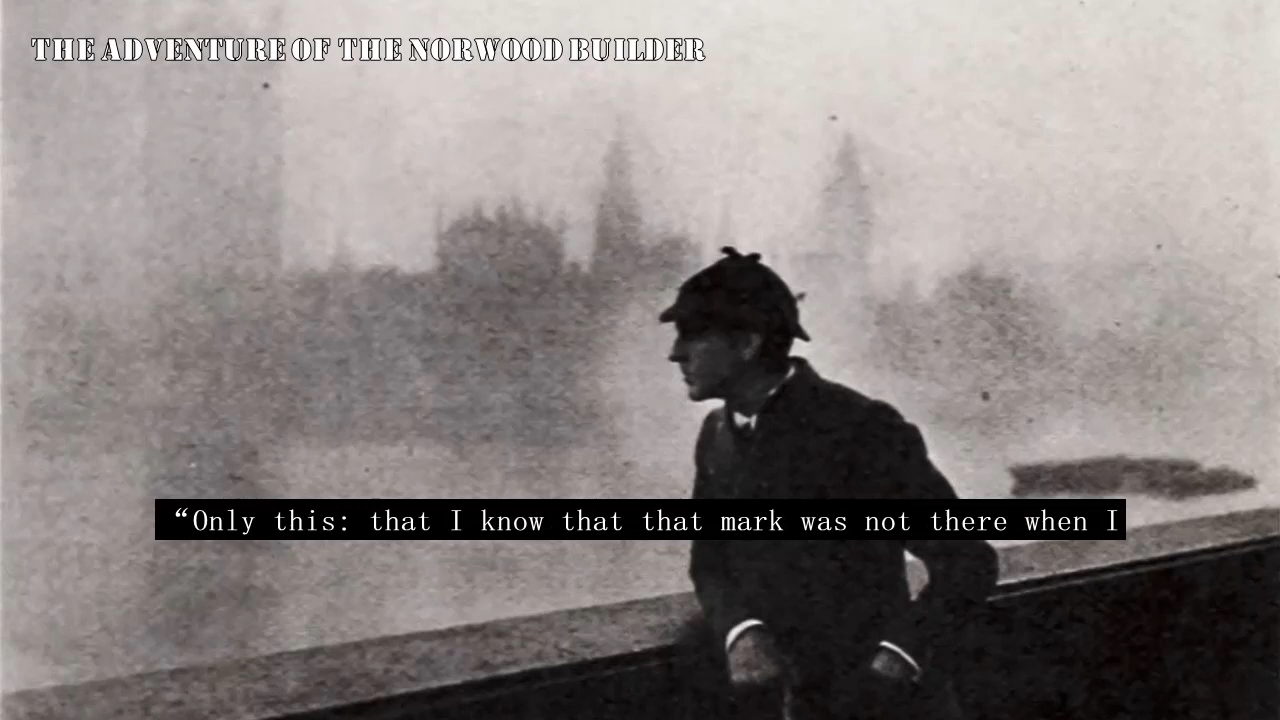 THE ADVENTURE OF THE NORWOOD BUILDER
“Only this: that I know that that mark was not there when I